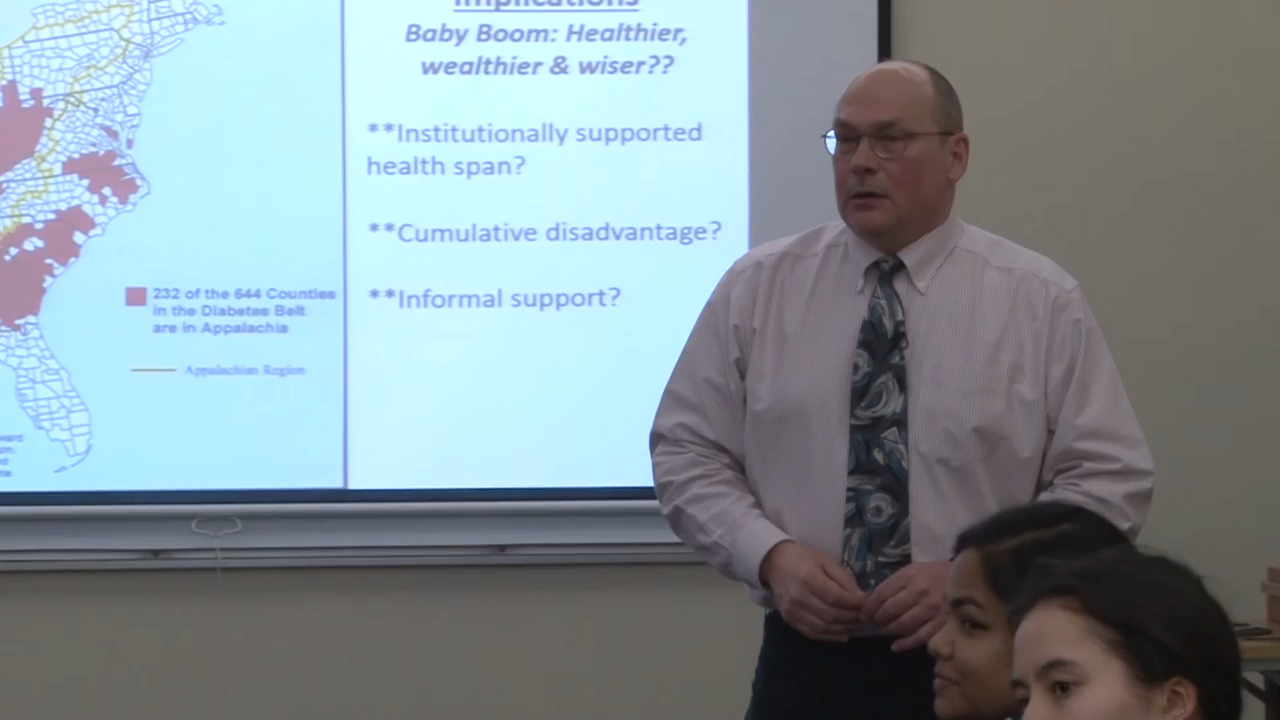 Implications
Baby Boom: Healthier,
wealthier & wiser??
**Institutionally supported
health span?
**Cumulative disadvantage?
**Informal support?
232 of the 644 Counties
in the Diabetes Belt
are in Appalachia
Appalachian Region